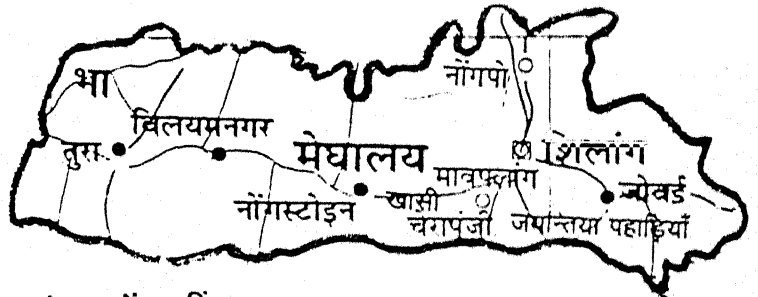 नोंगपो
भा
विलयमनगर
तुरा
मेघालय
शिलांग
मावफ्लांग
नोंगस्टोइन
खासी
ज्वोवई
चेरापंजी
जयन्तिया पहाड़ियाँ